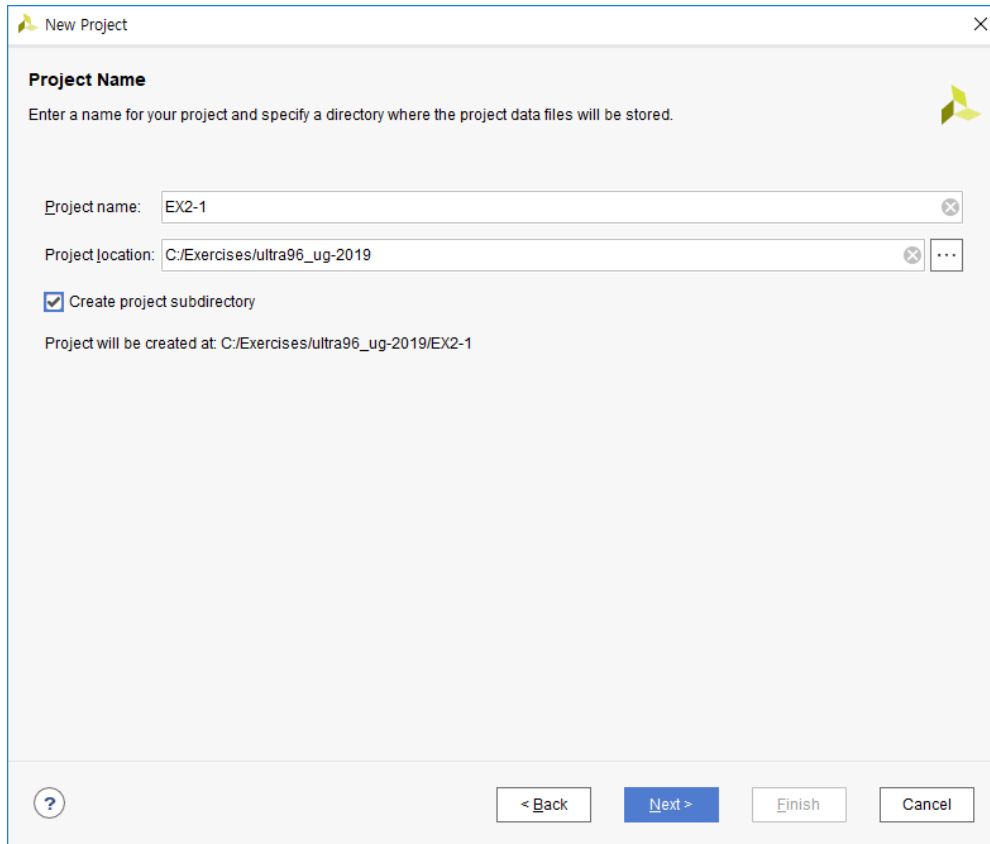 New Project
Project Name
Enter a name for your project and specify a directory where the project data files will be stored.
Project name: EX2-1
Project location: C:/Exercises/ultra96_ug-2019 ...
Create project subdirectory
Project will be created at: C:/Exercises/ultra96_ug-2019/EX2-1
? < Back Next > Finish Cancel